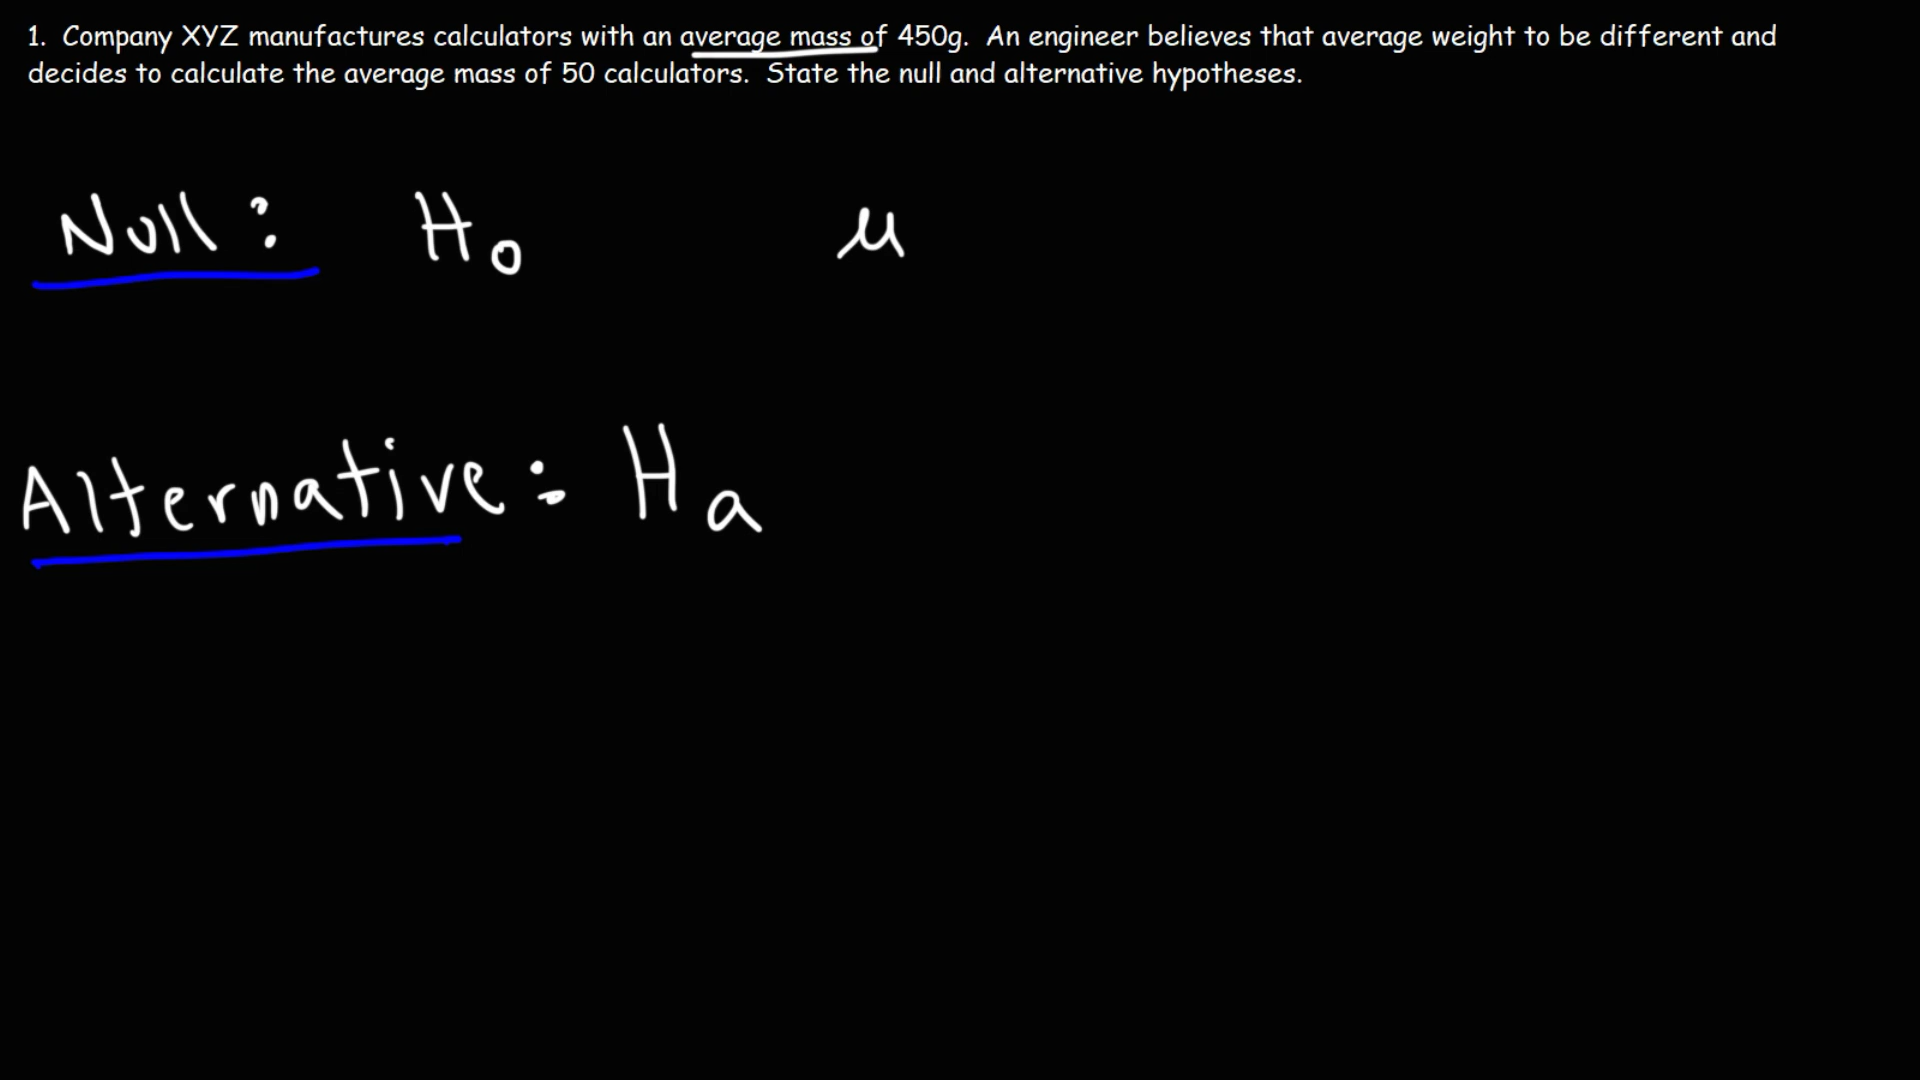 1. Company XYZ manufactures calculators with an average mass of 450g. An engineer believes that average weight to be different and
decides to calculate the average mass of 50 calculators. State the null and alternative hypotheses.
Null: H₀ μ
Alternative: Hₐ